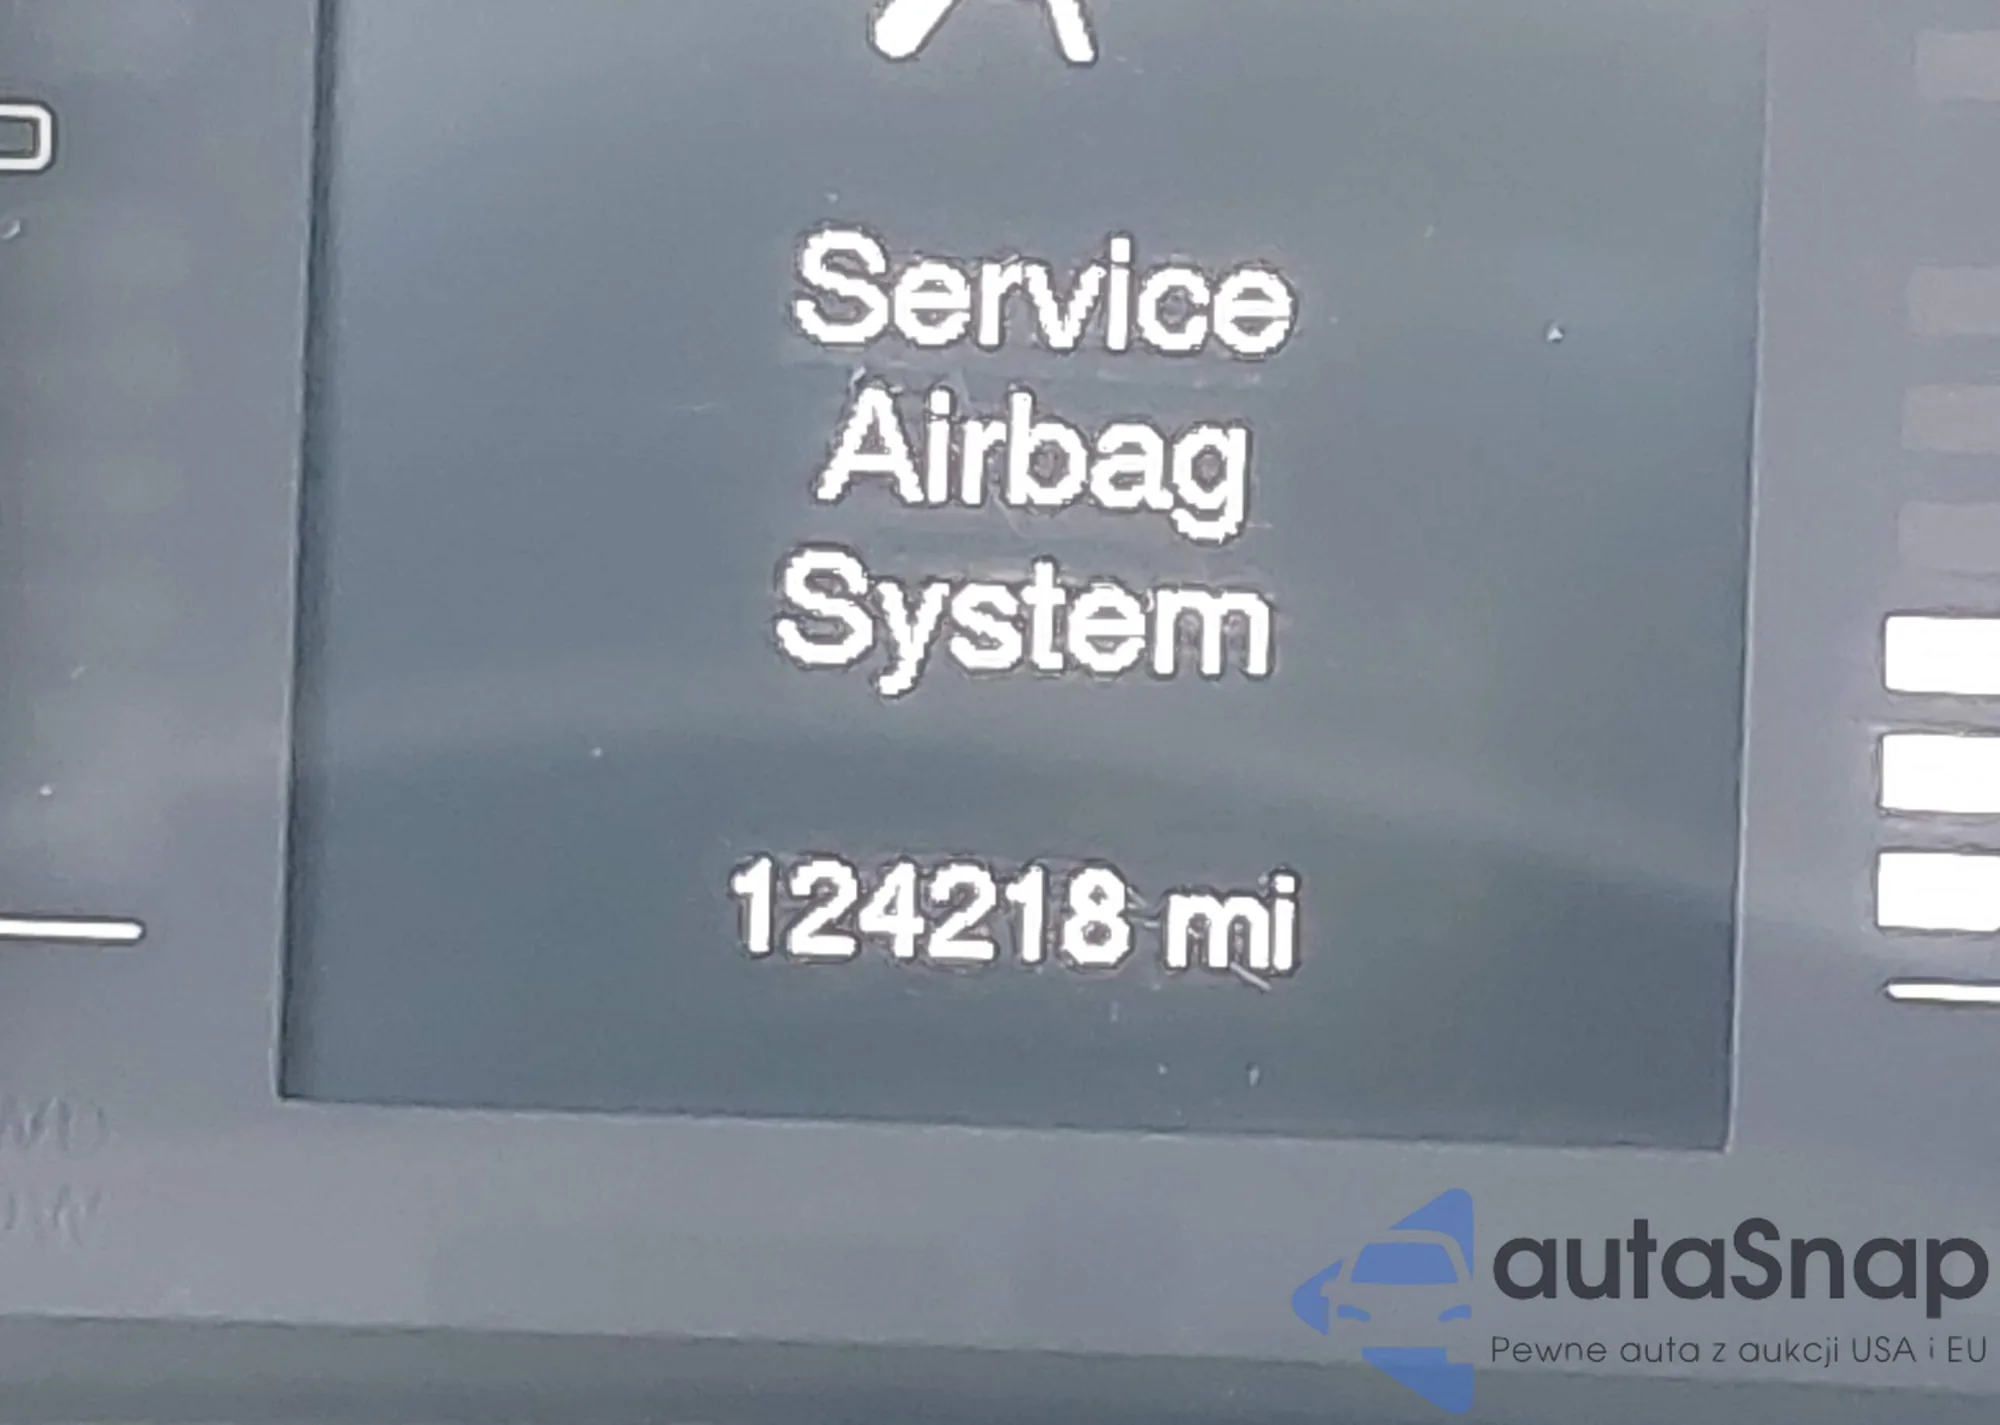 Service
Airbag
System
124218 mi
autaSnap
Pewne auta z aukcji USA i EU